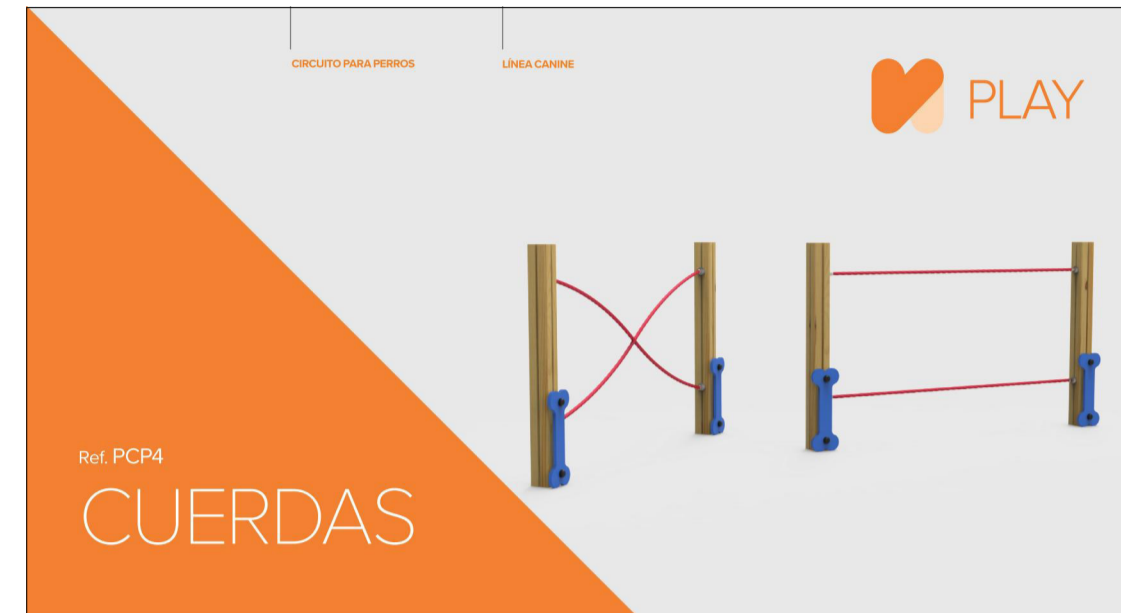 CIRCUITO PARA PERROS
LÍNEA CANINE
PLAY
Ref. PCP4
CUERDAS